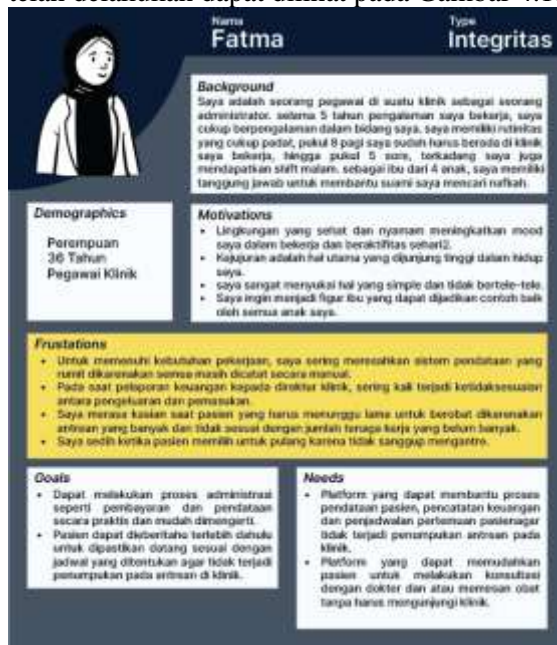 telah dilakukan dapat dilihat pada Gambar 4.1
Nama
Fatma
Type
Integritas
Background
Saya adalah seorang pegawai di suatu klinik sebagai seorang
administrator. selama 5 tahun pengalaman saya bekerja, saya
cukup berpengalaman dalam bidang saya. saya memiliki rutinitas
yang cukup padat, pukul 8 pagi saya sudah harus berada di klinik
saya bekerja, hingga pukul 5 sore, terkadang saya juga
mendapatkan shift malam. sebagai ibu dari 4 anak, saya memiliki
tanggung jawab untuk membantu suami saya mencari nafkah.
Demographics
Perempuan
36 Tahun
Pegawai Klinik
Motivations
• Lingkungan yang sehat dan nyamam meningkatkan mood
saya dalam bekerja dan beraktifitas sehari2.
• Kejujuran adalah hal utama yang dijunjung tinggi dalam hidup
saya.
• saya sangat menyukai hal yang simple dan tidak bertele-tele.
• Saya ingin menjadi figur ibu yang dapat dijadikan contoh baik
oleh semua anak saya.
Frustations
• Untuk memenuhi kebutuhan pekerjaan, saya sering meresahkan sistem pendataan yang
rumit dikarenakan semua masih dicatat secara manual.
• Pada saat pelaporan keuangan kepada direktur klinik, sering kali terjadi ketidaksesuaian
antara pengeluaran dan pemasukan.
• Saya merasa kasian saat pasien yang harus menunggu lama untuk berobat dikarenakan
antrean yang banyak dan tidak sesuai dengan jumlah tenaga kerja yang belum banyak.
• Saya sedih ketika pasien memilih untuk pulang karena tidak sanggup mengantre.
Goals
• Dapat melakukan proses administrasi
seperti pembayaran dan pendataan
secara praktis dan mudah dimengerti.
• Pasien dapat dieberitahu terlebih dahulu
untuk dipastikan datang sesuai dengan
jadwal yang ditentukan agar tidak terjadi
penumpukan pada antrean di klinik.
Needs
• Platform yang dapat membantu proses
pendataan pasien, pencatatan keuangan
dan penjadwalan pertemuan pasienagar
tidak terjadi penumpukan antrean pada
klinik.
• Platform yang dapat memudahkan
pasien untuk melakukan konsultasi
dengan dokter dan atau memesan obat
tanpa harus mengunjungi klinik.